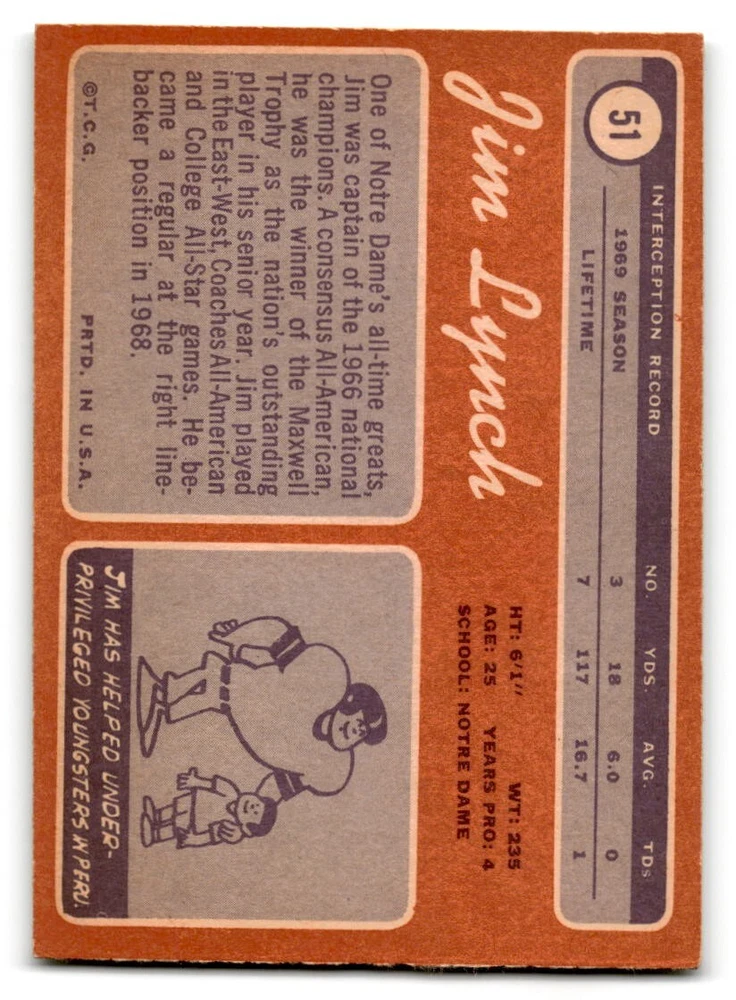 51
INTERCEPTION RECORD NO. YDS. AVG. TDs
1969 SEASON 3 18 6.0 0
LIFETIME 7 117 16.7 1
Jim Lynch
HT: 6'1" WT: 235
AGE: 25 YEARS PRO: 4
SCHOOL: NOTRE DAME
One of Notre Dame's all-time greats,
Jim was captain of the 1966 national
champions. A consensus All-American,
he was the winner of the Maxwell
Trophy as the nation's outstanding
player in his senior year. Jim played
in the East-West, Coaches All-American
and College All-Star games. He be-
came a regular at the right line-
backer position in 1968.
©T.C.G. PRTD. IN U.S.A.
JIM HAS HELPED UNDER-
PRIVILEGED YOUNGSTERS IN PERU.